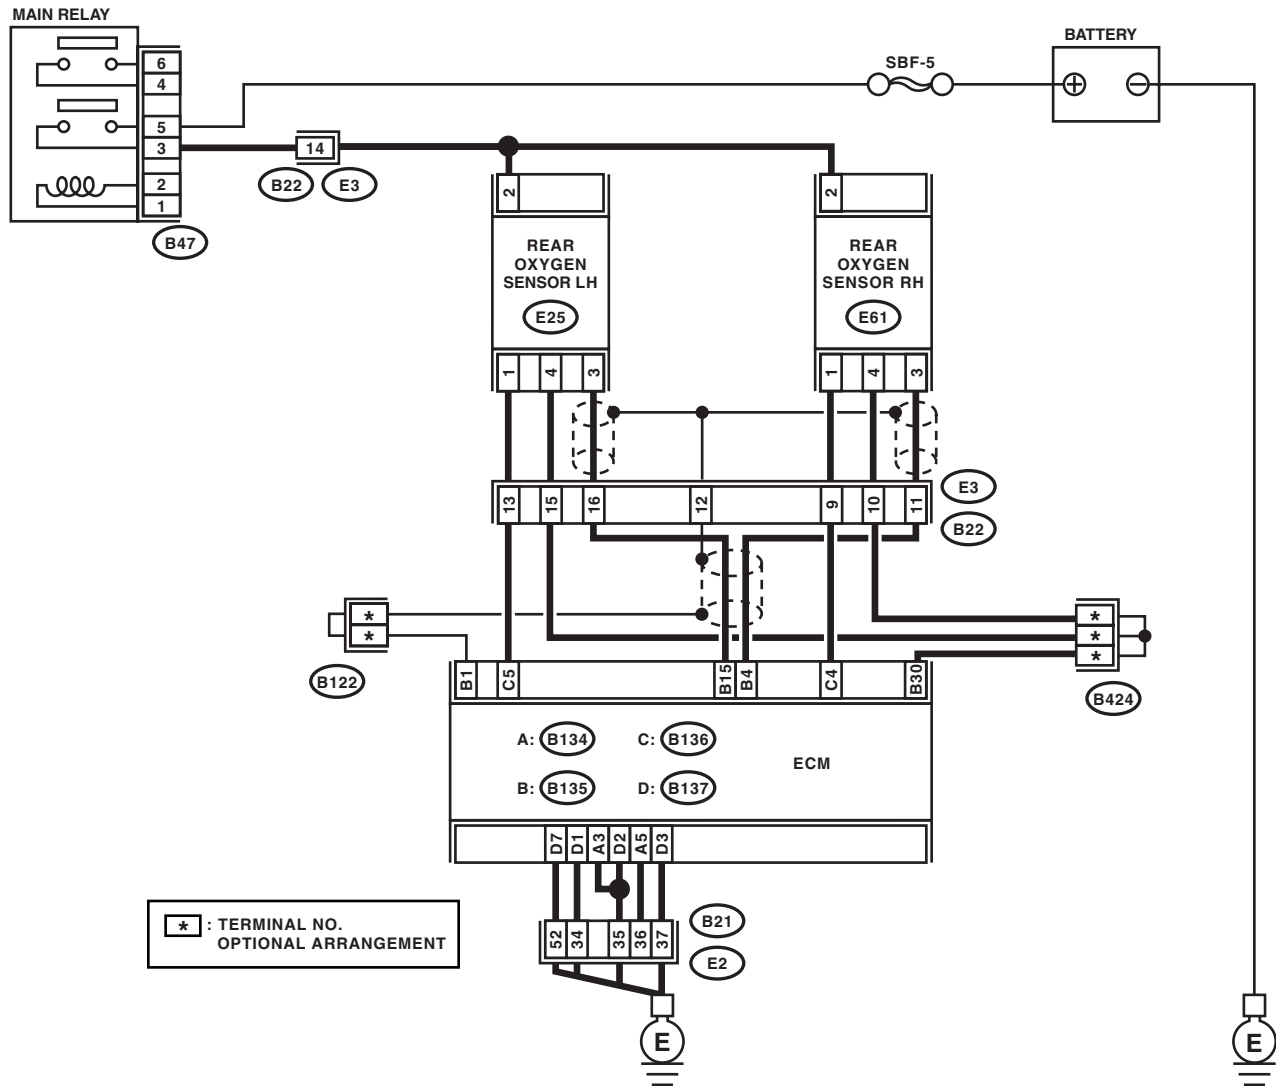 MAIN RELAY
6
4
5
3
2
1
B47
14
B22
E3
SBF-5
BATTERY
+
−
2
REAR
OXYGEN
SENSOR LH
E25
1
4
3
2
REAR
OXYGEN
SENSOR RH
E61
1
4
3
13
15
16
12
9
10
11
E3
B22
*
*
B122
*
*
*
B424
B1
C5
B15
B4
C4
B30
A: B134
C: B136
B: B135
D: B137
ECM
D7
D1
A3
D2
A5
D3
52
34
35
36
37
B21
E2
E
E
* : TERMINAL NO.
OPTIONAL ARRANGEMENT